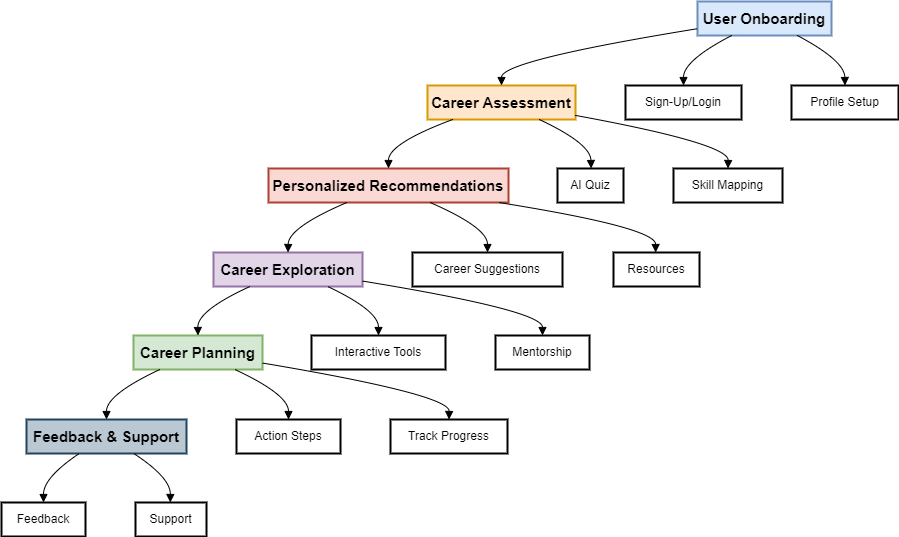 User Onboarding
Career Assessment
Sign-Up/Login
Profile Setup
Personalized Recommendations
AI Quiz
Skill Mapping
Career Exploration
Career Suggestions
Resources
Career Planning
Interactive Tools
Mentorship
Feedback & Support
Action Steps
Track Progress
Feedback
Support